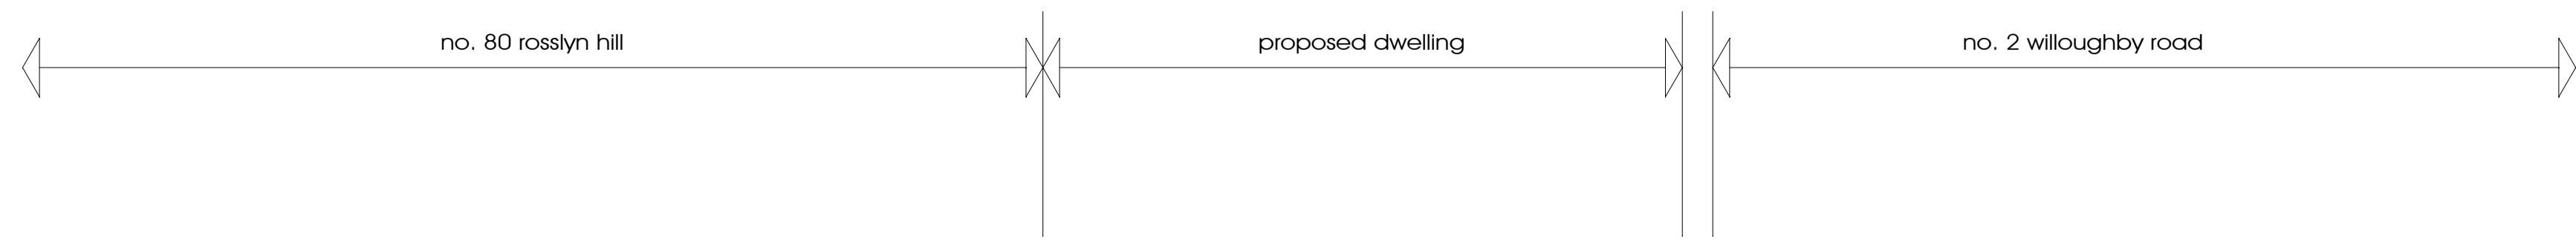 no. 80 rosslyn hill
proposed dwelling
no. 2 willoughby road